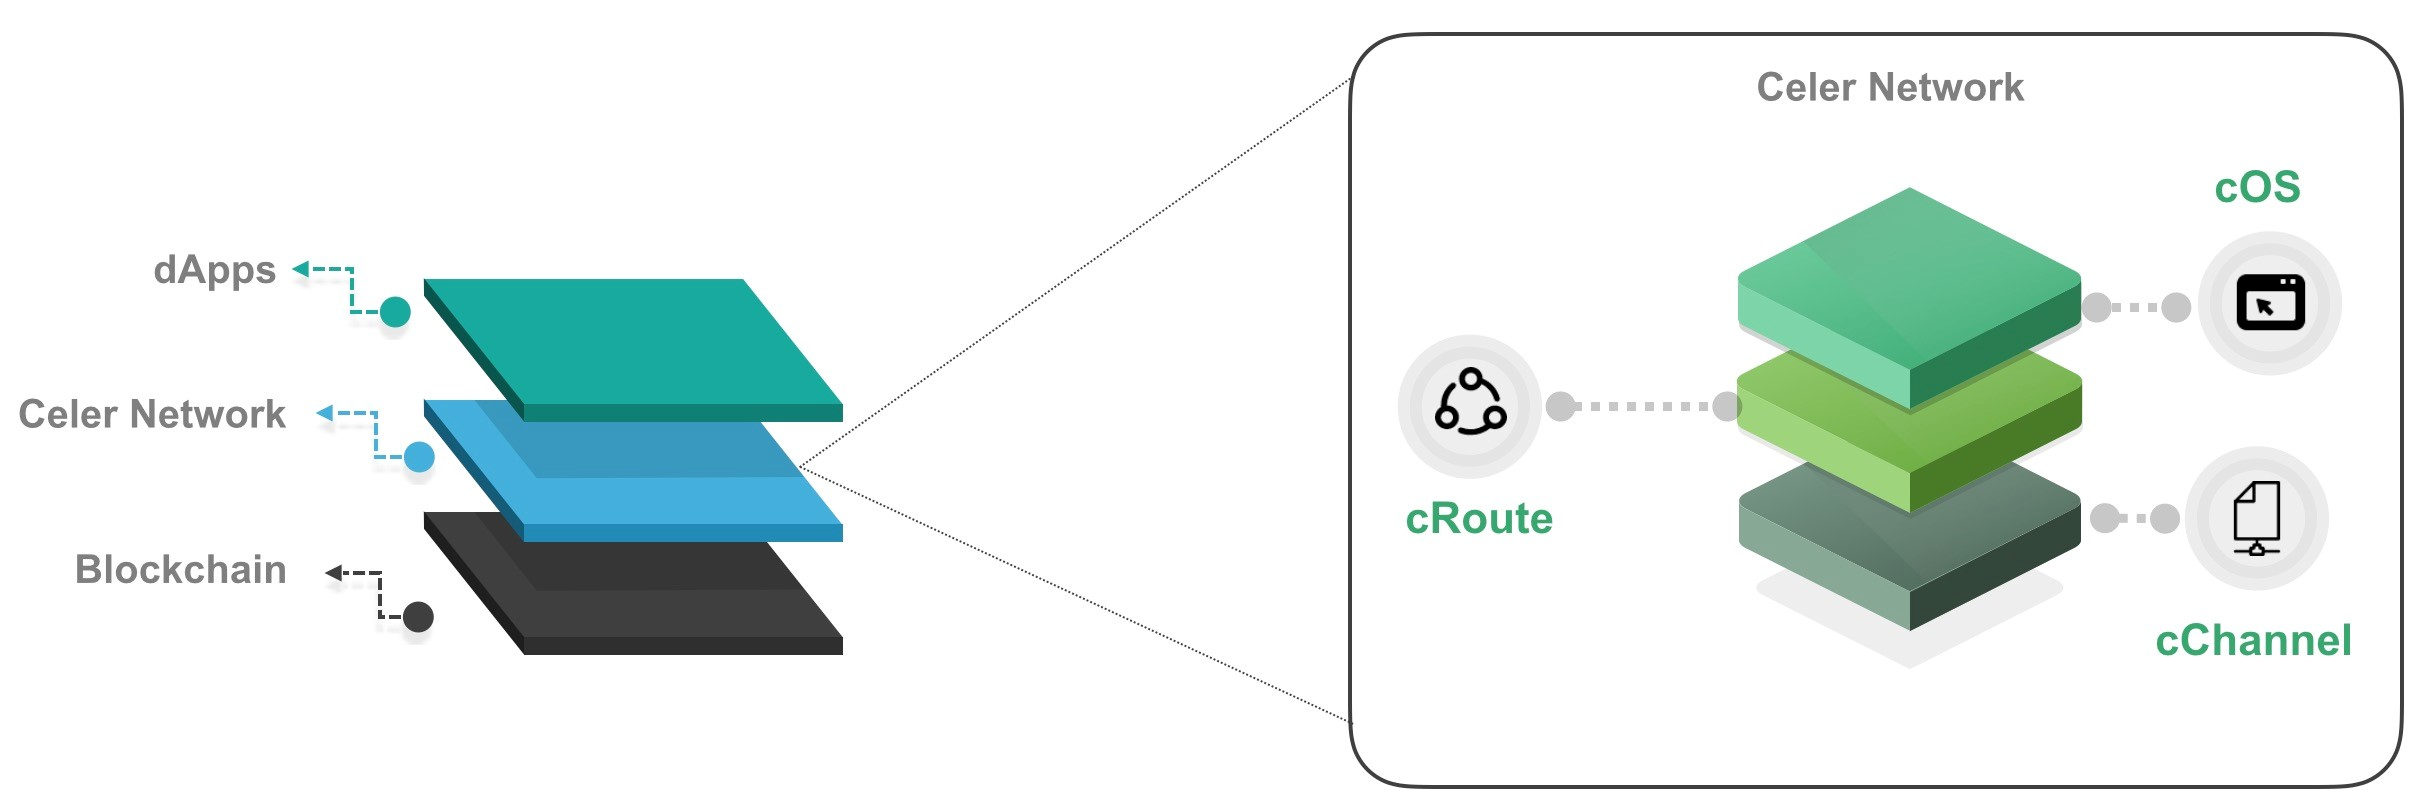 dApps
Celer Network
Blockchain
Celer Network
cOS
cRoute
cChannel